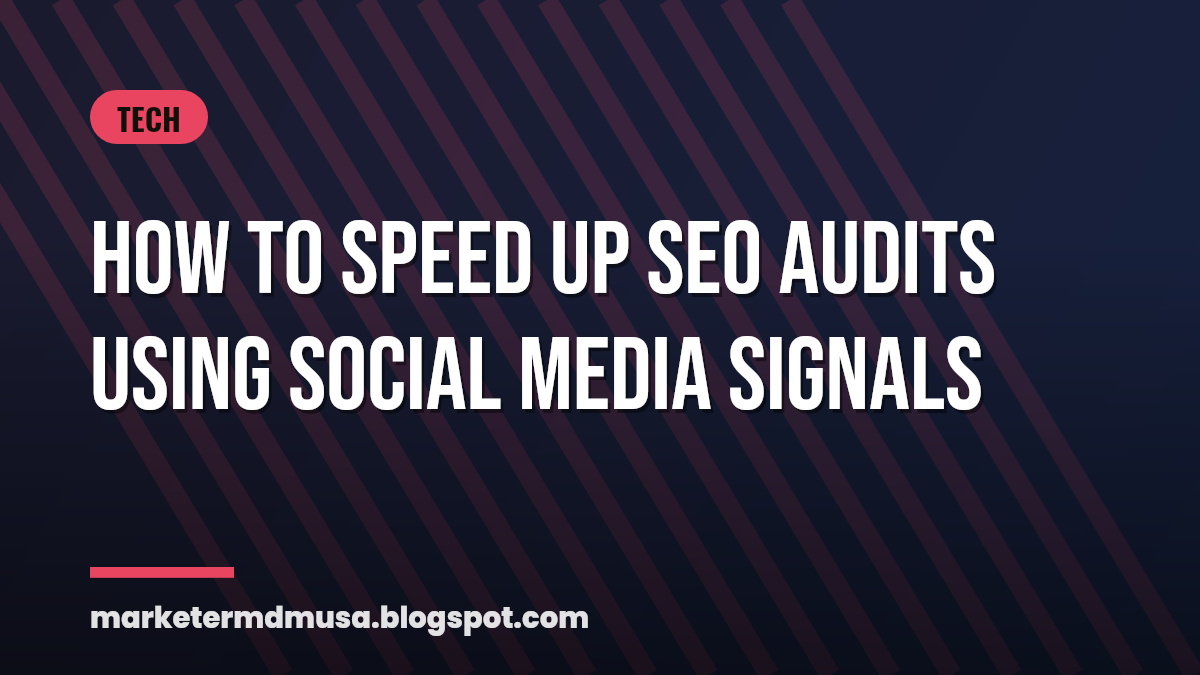 TECH
HOW TO SPEED UP SEO AUDITS
USING SOCIAL MEDIA SIGNALS
marketermdmusa.blogspot.com